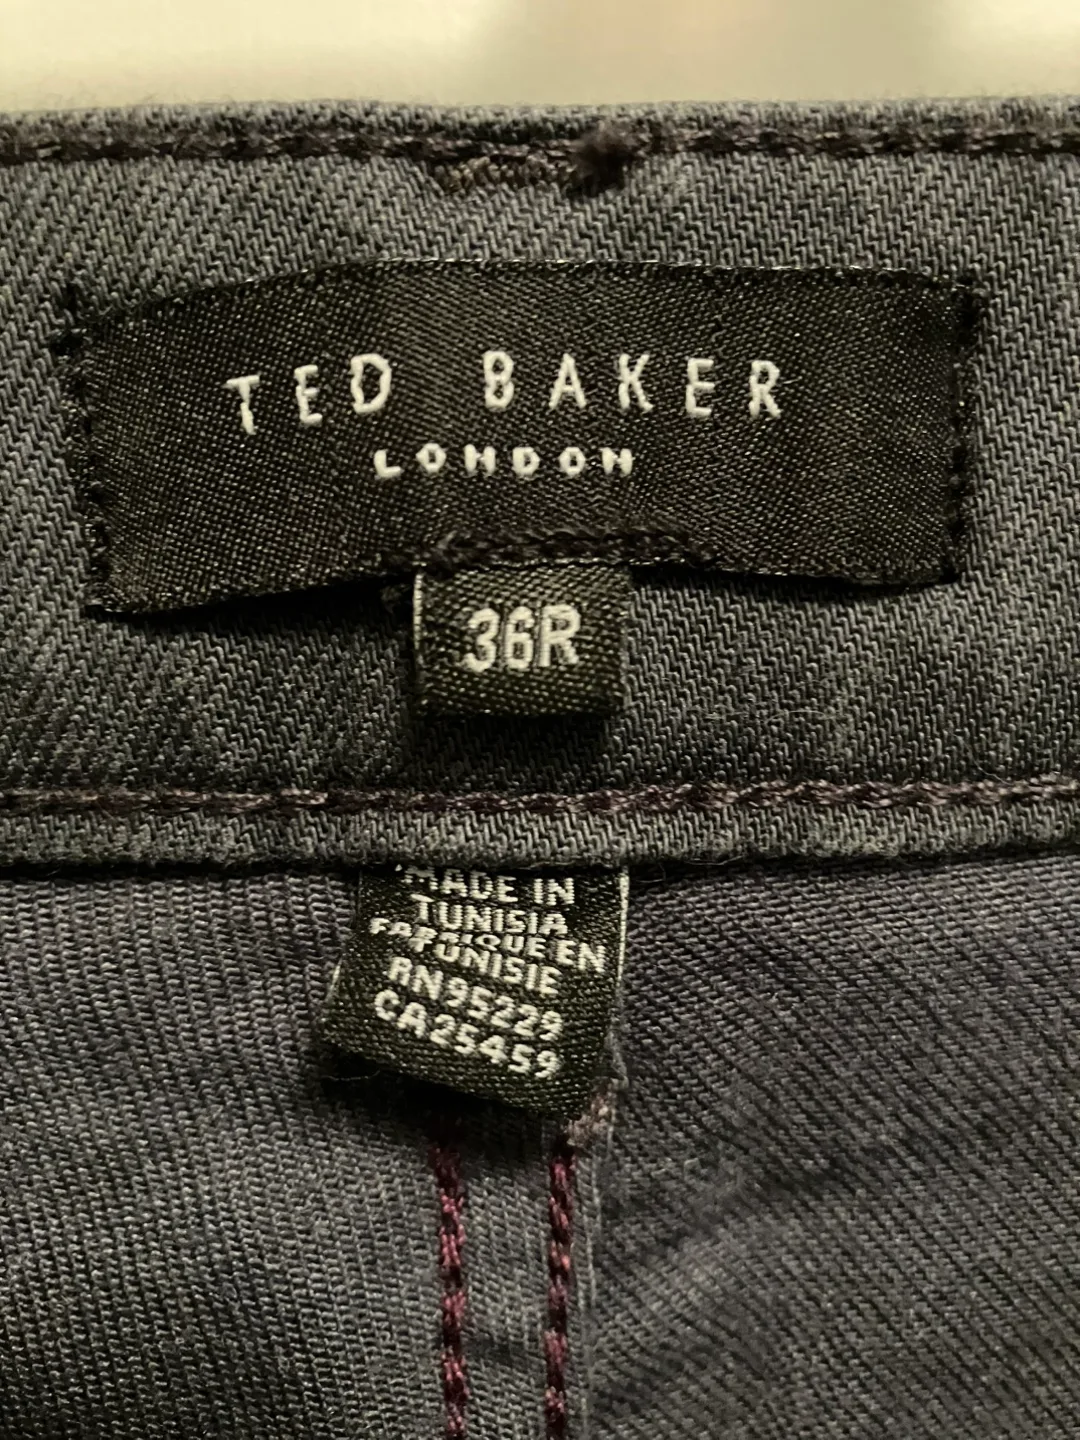 TED BAKER
LONDON
36R
MADE IN
TUNISIA
FABRIQUE EN
TUNISIE
RN95229
CA25459